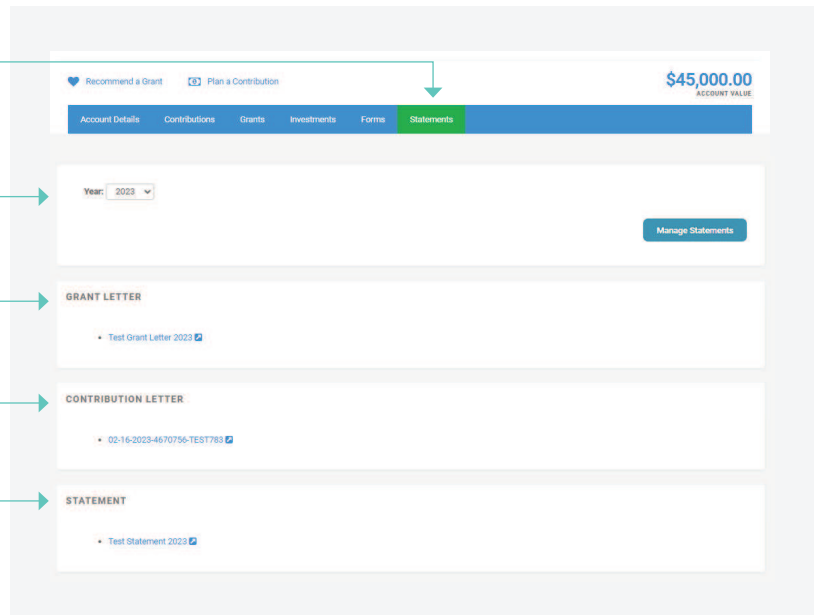 Recommend a Grant Plan a Contribution $45,000.00
ACCOUNT VALUE
Account Details Contributions Grants Investments Forms Statements
Year: 2023
Manage Statements
GRANT LETTER
• Test Grant Letter 2023
CONTRIBUTION LETTER
• 02-16-2023-4670756-TEST783
STATEMENT
• Test Statement 2023